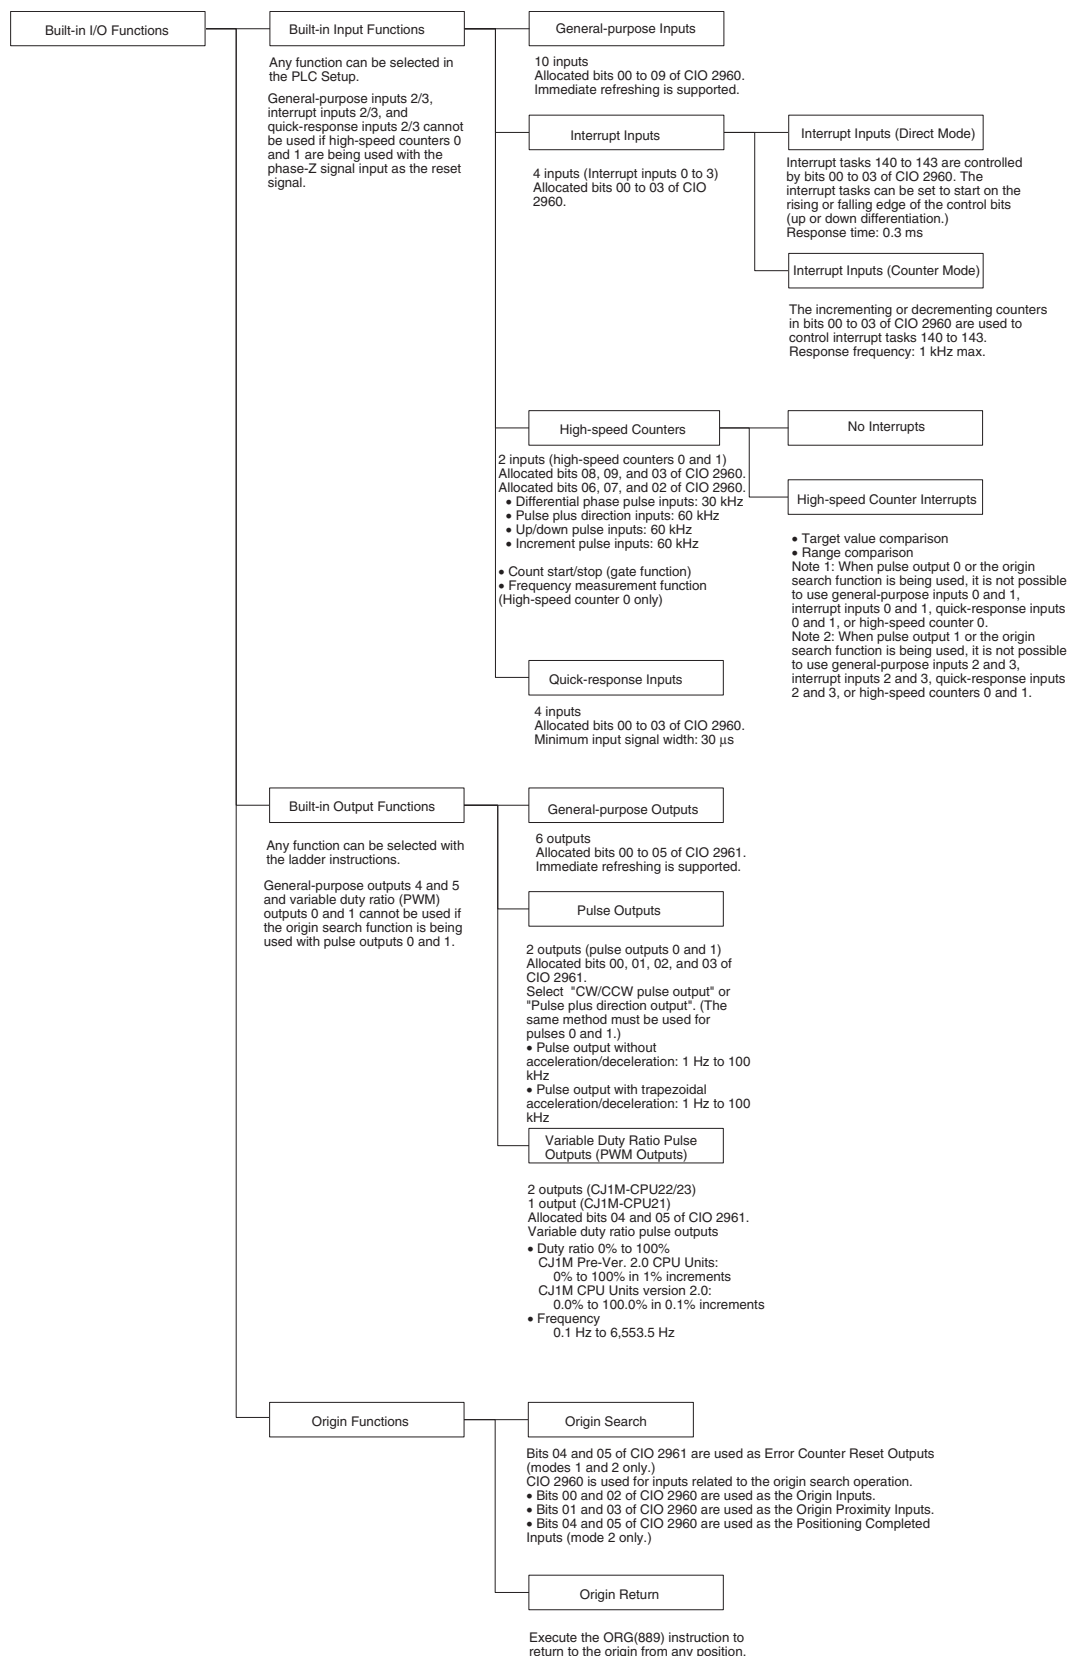 Built-in I/O Functions
Built-in Input Functions
Any function can be selected in
the PLC Setup.
General-purpose inputs 2/3,
interrupt inputs 2/3, and
quick-response inputs 2/3 cannot
be used if high-speed counters 0
and 1 are being used with the
phase-Z signal input as the reset
signal.
General-purpose Inputs
10 inputs
Allocated bits 00 to 09 of CIO 2960.
Immediate refreshing is supported.
Interrupt Inputs
4 inputs (Interrupt inputs 0 to 3)
Allocated bits 00 to 03 of CIO
2960.
Interrupt Inputs (Direct Mode)
Interrupt tasks 140 to 143 are controlled
by bits 00 to 03 of CIO 2960. The
interrupt tasks can be set to start on the
rising or falling edge of the control bits
(up or down differentiation.)
Response time: 0.3 ms
Interrupt Inputs (Counter Mode)
The incrementing or decrementing counters
in bits 00 to 03 of CIO 2960 are used to
control interrupt tasks 140 to 143.
Response frequency: 1 kHz max.
High-speed Counters
2 inputs (high-speed counters 0 and 1)
Allocated bits 08, 09, and 03 of CIO 2960.
Allocated bits 06, 07, and 02 of CIO 2960.
• Differential phase pulse inputs: 30 kHz
• Pulse plus direction inputs: 60 kHz
• Up/down pulse inputs: 60 kHz
• Increment pulse inputs: 60 kHz
• Count start/stop (gate function)
• Frequency measurement function
(High-speed counter 0 only)
No Interrupts
High-speed Counter Interrupts
• Target value comparison
• Range comparison
Note 1: When pulse output 0 or the origin
search function is being used, it is not possible
to use general-purpose inputs 0 and 1,
interrupt inputs 0 and 1, quick-response inputs
0 and 1, or high-speed counter 0.
Note 2: When pulse output 1 or the origin
search function is being used, it is not possible
to use general-purpose inputs 2 and 3,
interrupt inputs 2 and 3, quick-response inputs
2 and 3, or high-speed counters 0 and 1.
Quick-response Inputs
4 inputs
Allocated bits 00 to 03 of CIO 2960.
Minimum input signal width: 30 µs
Built-in Output Functions
Any function can be selected with
the ladder instructions.
General-purpose outputs 4 and 5
and variable duty ratio (PWM)
outputs 0 and 1 cannot be used if
the origin search function is being
used with pulse outputs 0 and 1.
General-purpose Outputs
6 outputs
Allocated bits 00 to 05 of CIO 2961.
Immediate refreshing is supported.
Pulse Outputs
2 outputs (pulse outputs 0 and 1)
Allocated bits 00, 01, 02, and 03 of
CIO 2961.
Select "CW/CCW pulse output" or
"Pulse plus direction output". (The
same method must be used for
pulses 0 and 1.)
• Pulse output without
acceleration/deceleration: 1 Hz to 100
kHz
• Pulse output with trapezoidal
acceleration/deceleration: 1 Hz to 100
kHz
Variable Duty Ratio Pulse
Outputs (PWM Outputs)
2 outputs (CJ1M-CPU22/23)
1 output (CJ1M-CPU21)
Allocated bits 04 and 05 of CIO 2961.
Variable duty ratio pulse outputs
• Duty ratio 0% to 100%
CJ1M Pre-Ver. 2.0 CPU Units:
0% to 100% in 1% increments
CJ1M CPU Units version 2.0:
0.0% to 100.0% in 0.1% increments
• Frequency
0.1 Hz to 6,553.5 Hz
Origin Functions
Origin Search
Bits 04 and 05 of CIO 2961 are used as Error Counter Reset Outputs
(modes 1 and 2 only.)
CIO 2960 is used for inputs related to the origin search operation.
• Bits 00 and 02 of CIO 2960 are used as the Origin Inputs.
• Bits 01 and 03 of CIO 2960 are used as the Origin Proximity Inputs.
• Bits 04 and 05 of CIO 2960 are used as the Positioning Completed
Inputs (mode 2 only.)
Origin Return
Execute the ORG(889) instruction to
return to the origin from any position.